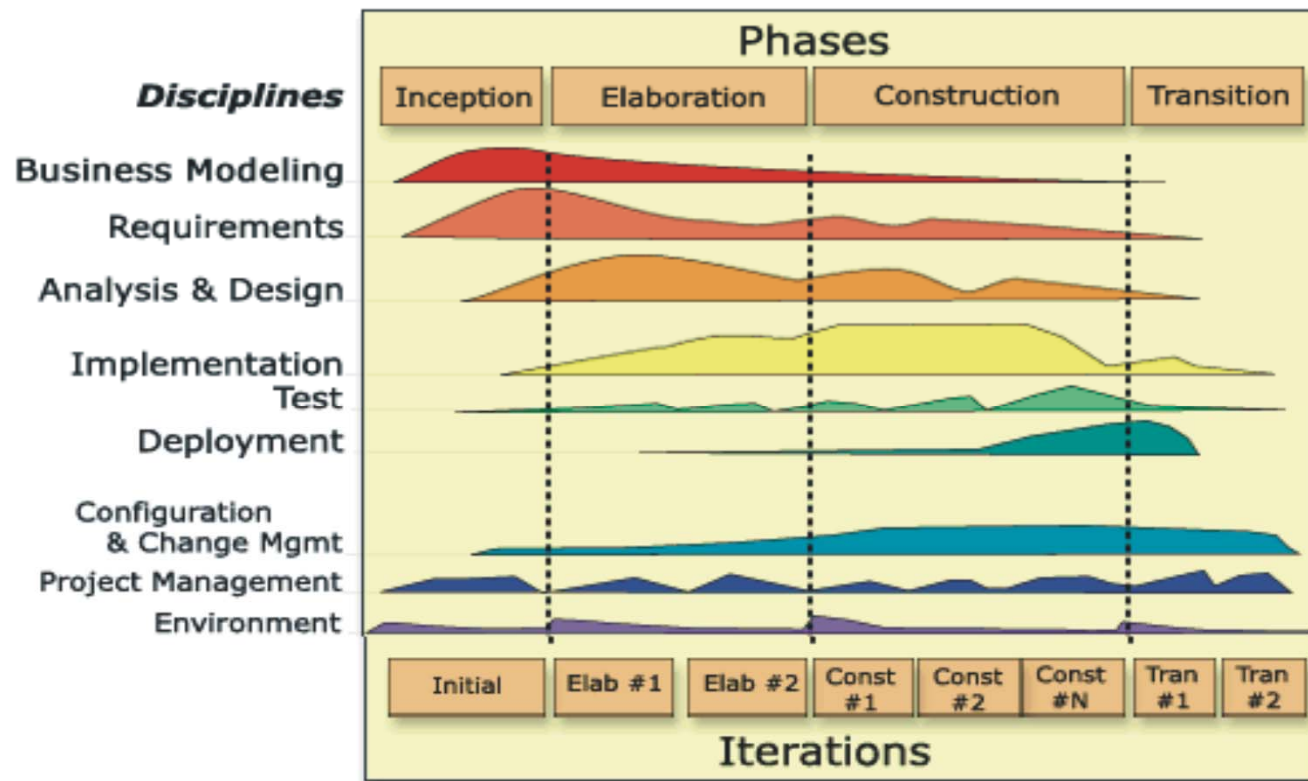 Phases
Disciplines
Inception
Elaboration
Construction
Transition
Business Modeling
Requirements
Analysis & Design
Implementation
Test
Deployment
Configuration
& Change Mgmt
Project Management
Environment
Initial
Elab #1
Elab #2
Const
#1
Const
#2
Const
#N
Tran
#1
Tran
#2
Iterations